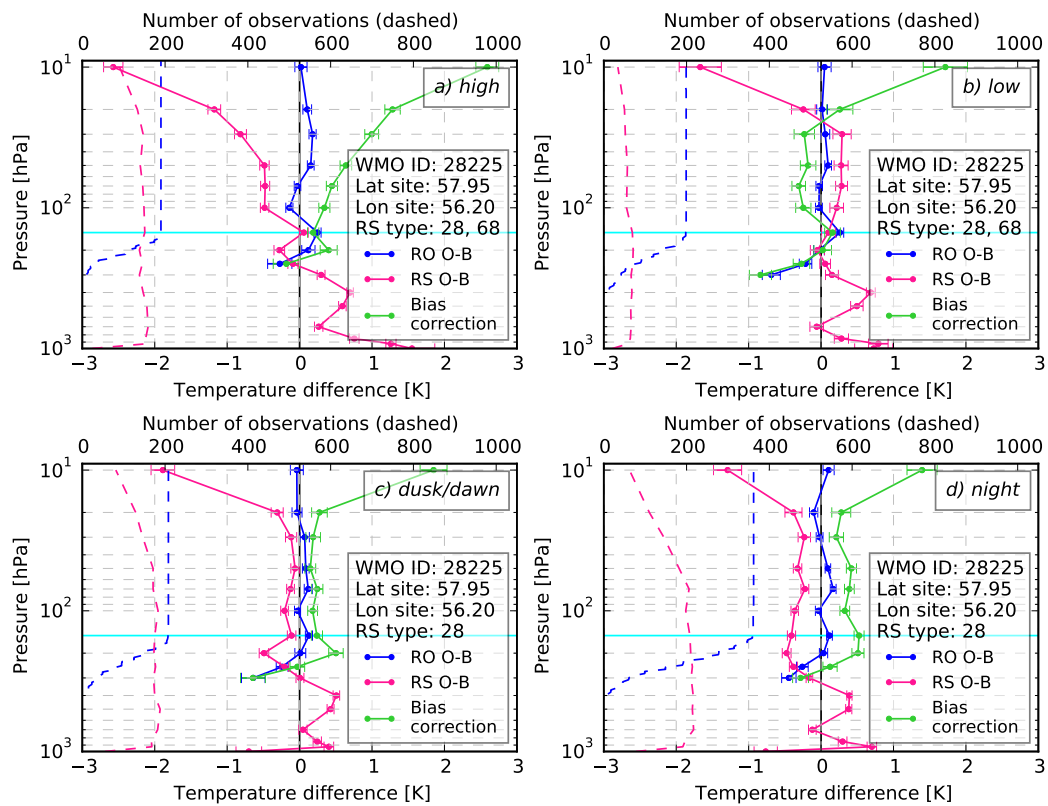 Number of observations (dashed)
0 200 400 600 800 1000
10¹
10²
10³
Pressure [hPa]
a) high
WMO ID: 28225
Lat site: 57.95
Lon site: 56.20
RS type: 28, 68
RO O-B
RS O-B
Bias
correction
−3 −2 −1 0 1 2 3
Temperature difference [K]
Number of observations (dashed)
0 200 400 600 800 1000
10¹
10²
10³
Pressure [hPa]
b) low
WMO ID: 28225
Lat site: 57.95
Lon site: 56.20
RS type: 28, 68
RO O-B
RS O-B
Bias
correction
−3 −2 −1 0 1 2 3
Temperature difference [K]
Number of observations (dashed)
0 200 400 600 800 1000
10¹
10²
10³
Pressure [hPa]
c) dusk/dawn
WMO ID: 28225
Lat site: 57.95
Lon site: 56.20
RS type: 28
RO O-B
RS O-B
Bias
correction
−3 −2 −1 0 1 2 3
Temperature difference [K]
Number of observations (dashed)
0 200 400 600 800 1000
10¹
10²
10³
Pressure [hPa]
d) night
WMO ID: 28225
Lat site: 57.95
Lon site: 56.20
RS type: 28
RO O-B
RS O-B
Bias
correction
−3 −2 −1 0 1 2 3
Temperature difference [K]